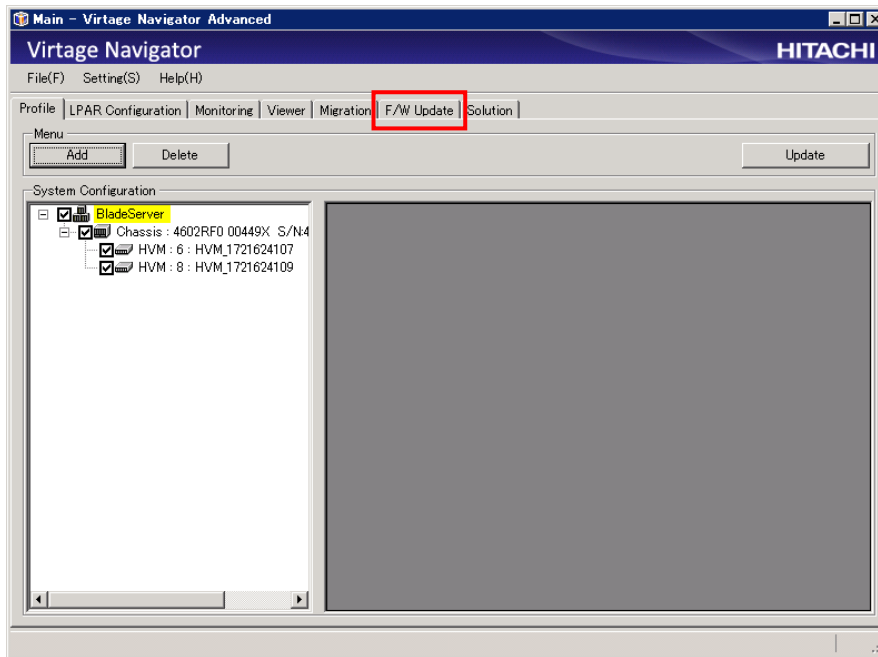 Main - Virtage Navigator Advanced
Virtage Navigator HITACHI
File(F) Setting(S) Help(H)
Profile LPAR Configuration Monitoring Viewer Migration F/W Update Solution
Menu
Add Delete Update
System Configuration
BladeServer
Chassis : 4602RF0 00449X S/N:4
HVM : 6 : HVM_1721624107
HVM : 8 : HVM_1721624109